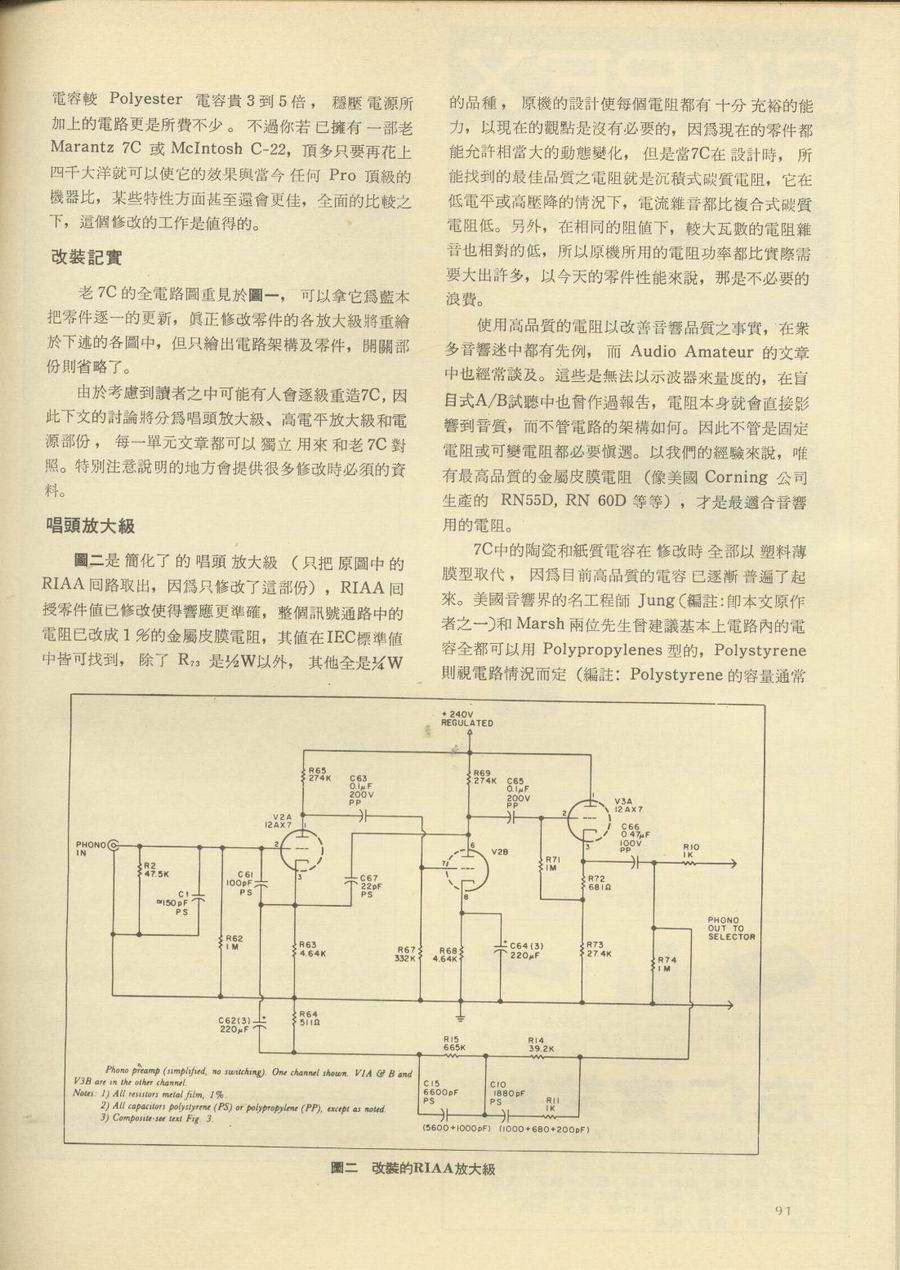 電容較 Polyester 電容貴3到5倍，穩壓電源所
加上的電路更是所費不少。不過你若已擁有一部老
Marantz 7C 或 McIntosh C-22，頂多只要再花上
四千大洋就可以使它的效果與當今任何 Pro 頂級的
機器比，某些特性方面甚至還會更佳，全面的比較之
下，這個修改的工作是値得的。
改裝記實
老7C的全電路圖重見於圖一，可以拿它爲藍本
把零件逐一的更新，眞正修改零件的各放大級將重繪
於下述的各圖中，但只繪出電路架構及零件，開關部
份則省略了。
由於考慮到讀者之中可能有人會逐級重造7C，因
此下文的討論將分爲唱頭放大級、高電平放大級和電
源部份，每一單元文章都可以獨立用來和老7C對
照。特別注意說明的地方會提供很多修改時必須的資
料。
唱頭放大級
圖二是簡化了的唱頭放大級（只把原圖中的
RIAA回路取出，因爲只修改了這部份），RIAA回
授零件値已修改使得響應更準確，整個訊號通路中的
電阻已改成1%的金屬皮膜電阻，其値在IEC標準値
中皆可找到，除了 R₇₃ 是½W以外，其他全是¼W
的品種，原機的設計使每個電阻都有十分充裕的能
力，以現在的觀點是沒有必要的，因爲現在的零件都
能允許相當大的動態變化，但是當7C在設計時，所
能找到的最佳品質之電阻就是沉積式碳質電阻，它在
低電平或高壓降的情況下，電流雜音都比複合式碳質
電阻低。另外，在相同的阻値下，較大瓦數的電阻雜
音也相對的低，所以原機所用的電阻功率都比實際需
要大出許多，以今天的零件性能來說，那是不必要的
浪費。
使用高品質的電阻以改善音響品質之事實，在衆
多音響迷中都有先例，而 Audio Amateur 的文章
中也經常談及。這些是無法以示波器來量度的，在盲
目式A/B試聽中也曾作過報告，電阻本身就會直接影
響到音質，而不管電路的架構如何。因此不管是固定
電阻或可變電阻都必要愼選。以我們的經驗來說，唯
有最高品質的金屬皮膜電阻（像美國 Corning 公司
生產的 RN55D, RN 60D 等等），才是最適合音響
用的電阻。
7C中的陶瓷和紙質電容在修改時全部以塑料薄
膜型取代，因爲目前高品質的電容已逐漸普遍了起
來。美國音響界的名工程師 Jung（編註：即本文原作
者之一）和 Marsh 兩位先生曾建議基本上電路內的電
容全都可以用 Polypropylenes 型的，Polystyrene
則視電路情況而定（編註：Polystyrene 的容量通常
+240V
REGULATED
R65
274K
C63
0.1μF
200V
PP
R69
274K
C65
0.1μF
200V
PP
V3A
12AX7
V2A
12AX7
C66
0.47μF
100V
PP
R10
1K
PHONO
IN
R2
47.5K
C1
≈150pF
PS
C61
100pF
PS
C67
22pF
PS
V2B
R71
1M
R72
681Ω
1
2
3
6
7
8
1
2
3
R62
1M
R63
4.64K
R67
332K
R68
4.64K
C64(3)
220μF
R73
27.4K
R74
1M
PHONO
OUT TO
SELECTOR
C62(3)
220μF
R64
511Ω
R15
665K
R14
39.2K
C15
6600pF
PS
C10
1880pF
PS
R11
1K
(5600+1000pF) (1000+680+200pF)
Phono preamp (simplified, no switching). One channel shown. V1A & B and
V3B are in the other channel.
Notes: 1) All resistors metal film, 1%.
2) All capacitors polystyrene (PS) or polypropylene (PP), except as noted.
3) Composite-see text Fig. 3.
圖二 改裝的RIAA放大級
91